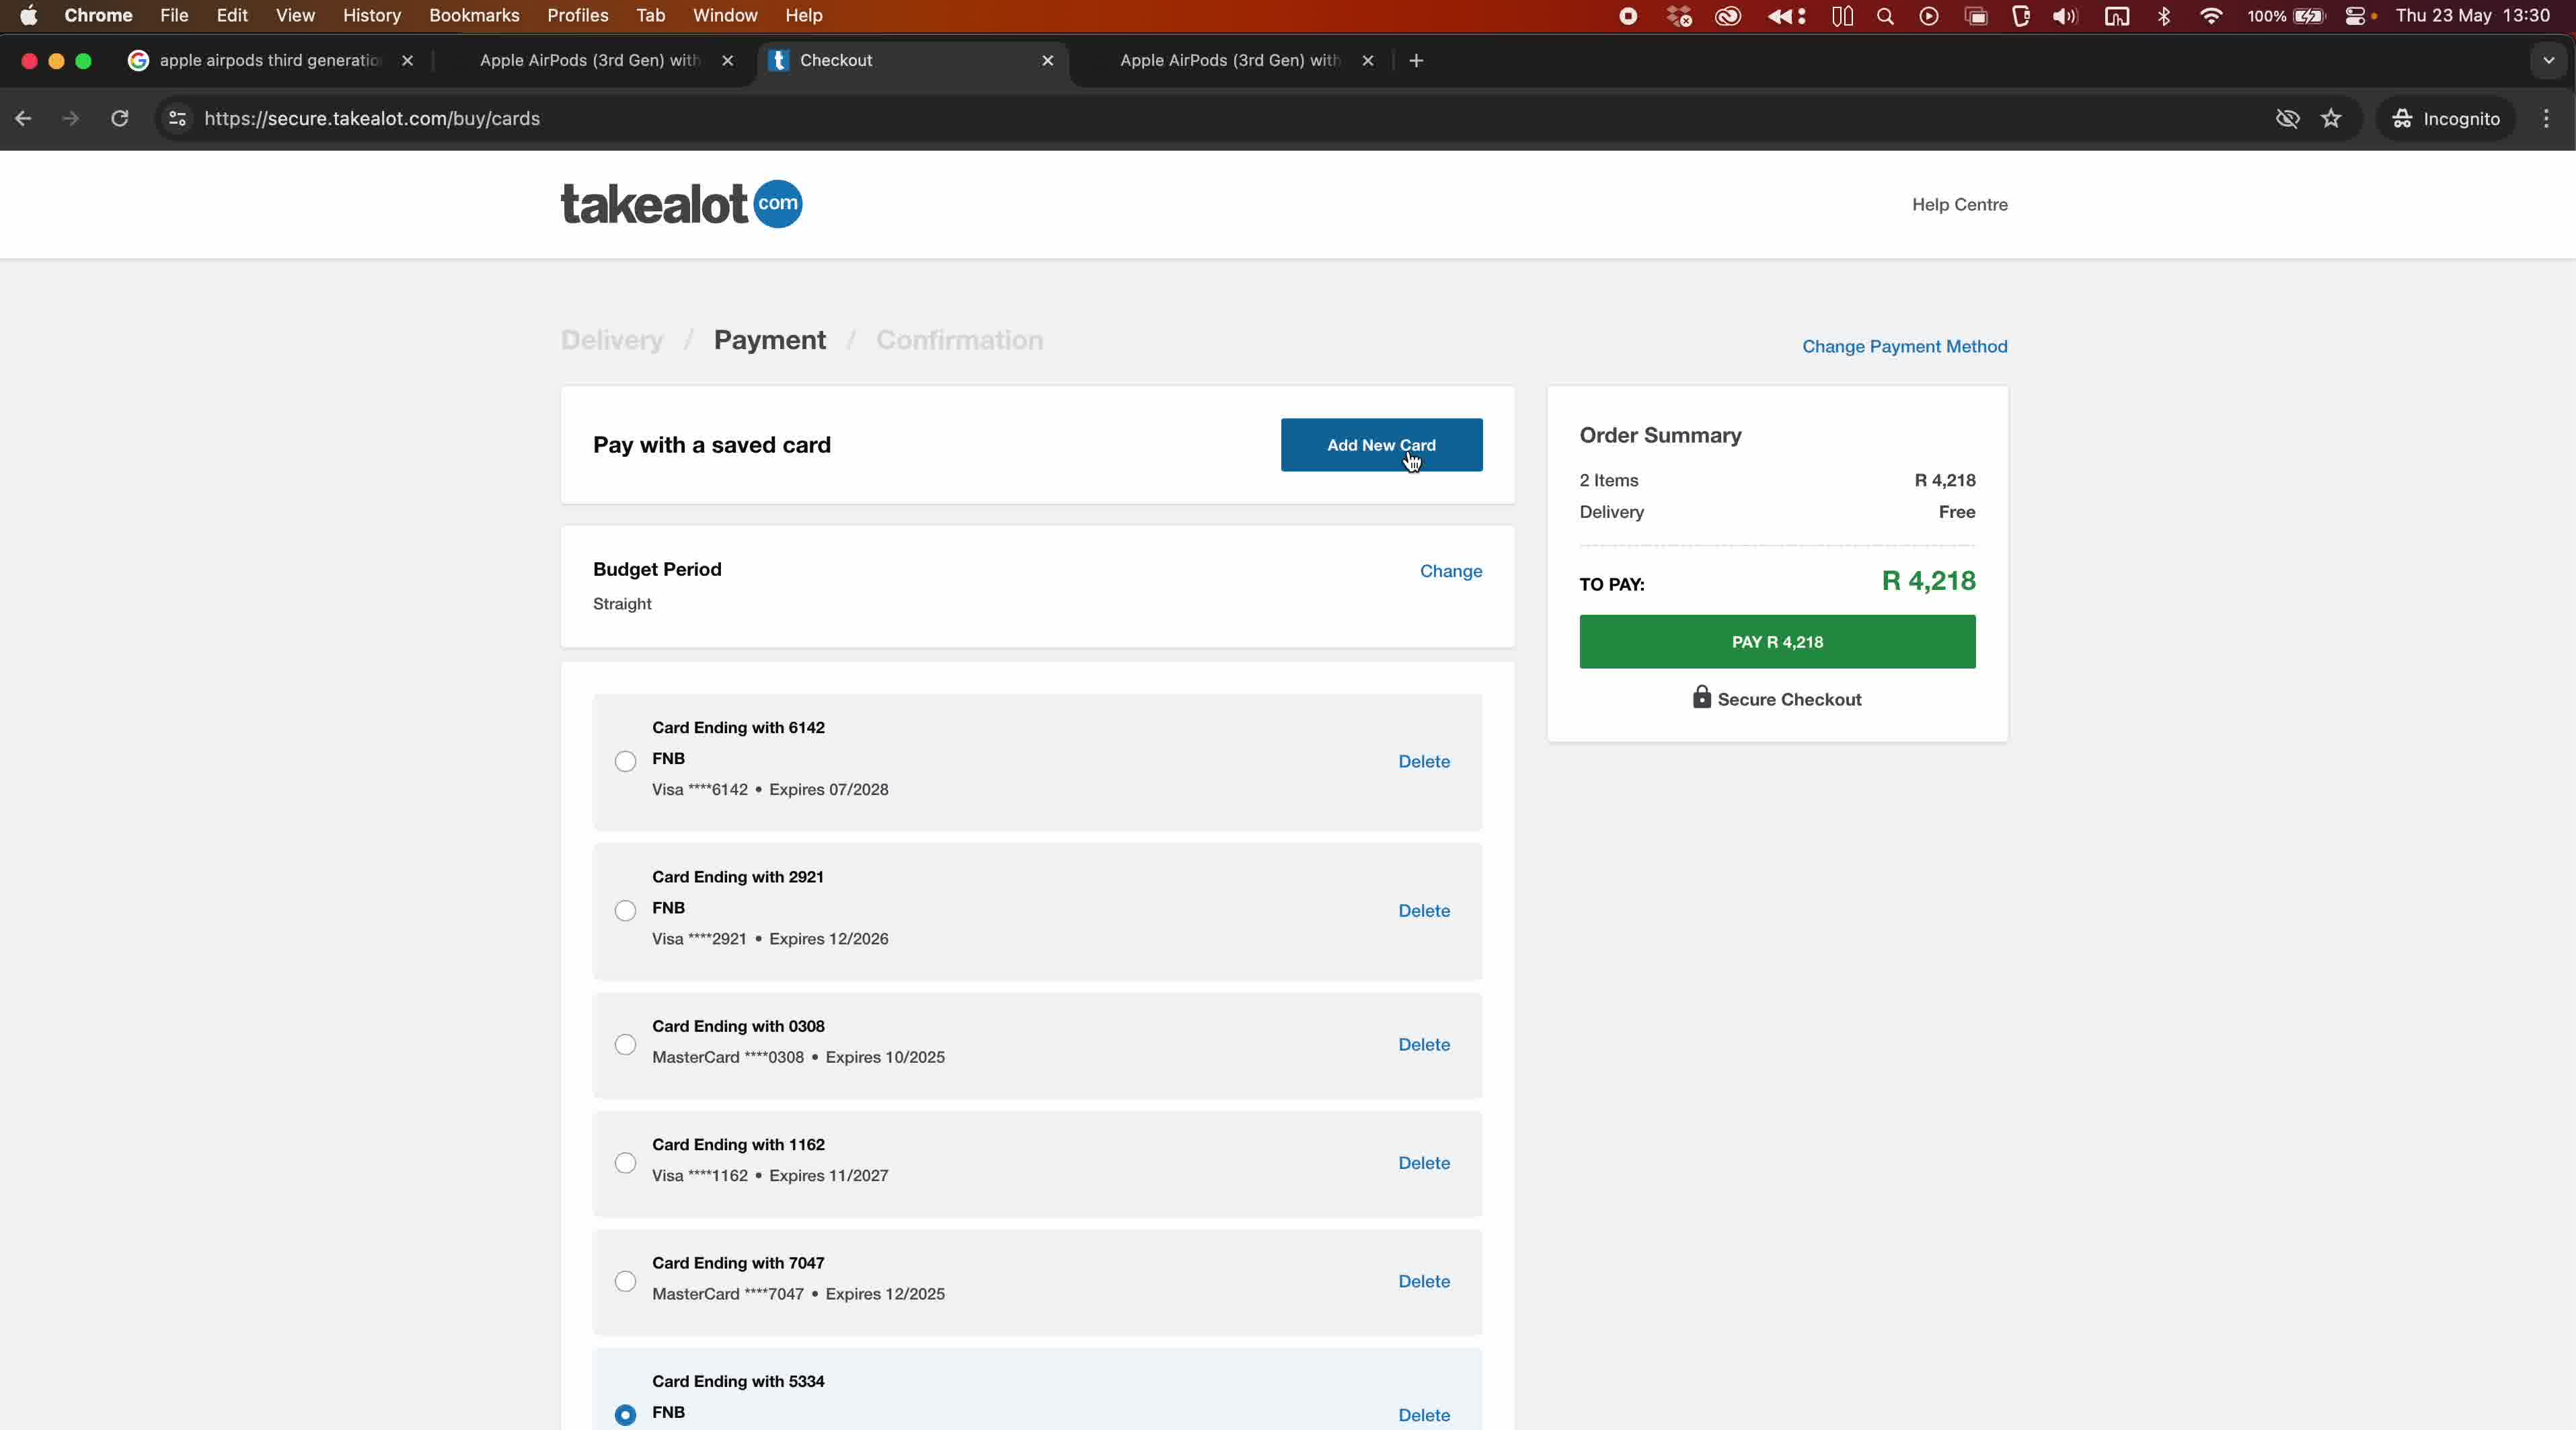 Chrome File Edit View History Bookmarks Profiles Tab Window Help 100% Thu 23 May 13:30
apple airpods third generatio Apple AirPods (3rd Gen) with Checkout Apple AirPods (3rd Gen) with
https://secure.takealot.com/buy/cards Incognito
takealot com Help Centre
Delivery / Payment / Confirmation
Change Payment Method
Pay with a saved card
Add New Card
Budget Period
Change
Straight
Order Summary
2 Items R 4,218
Delivery Free
TO PAY: R 4,218
PAY R 4,218
Secure Checkout
Card Ending with 6142
FNB
Visa ****6142 • Expires 07/2028
Delete
Card Ending with 2921
FNB
Visa ****2921 • Expires 12/2026
Delete
Card Ending with 0308
MasterCard ****0308 • Expires 10/2025
Delete
Card Ending with 1162
Visa ****1162 • Expires 11/2027
Delete
Card Ending with 7047
MasterCard ****7047 • Expires 12/2025
Delete
Card Ending with 5334
FNB
Delete